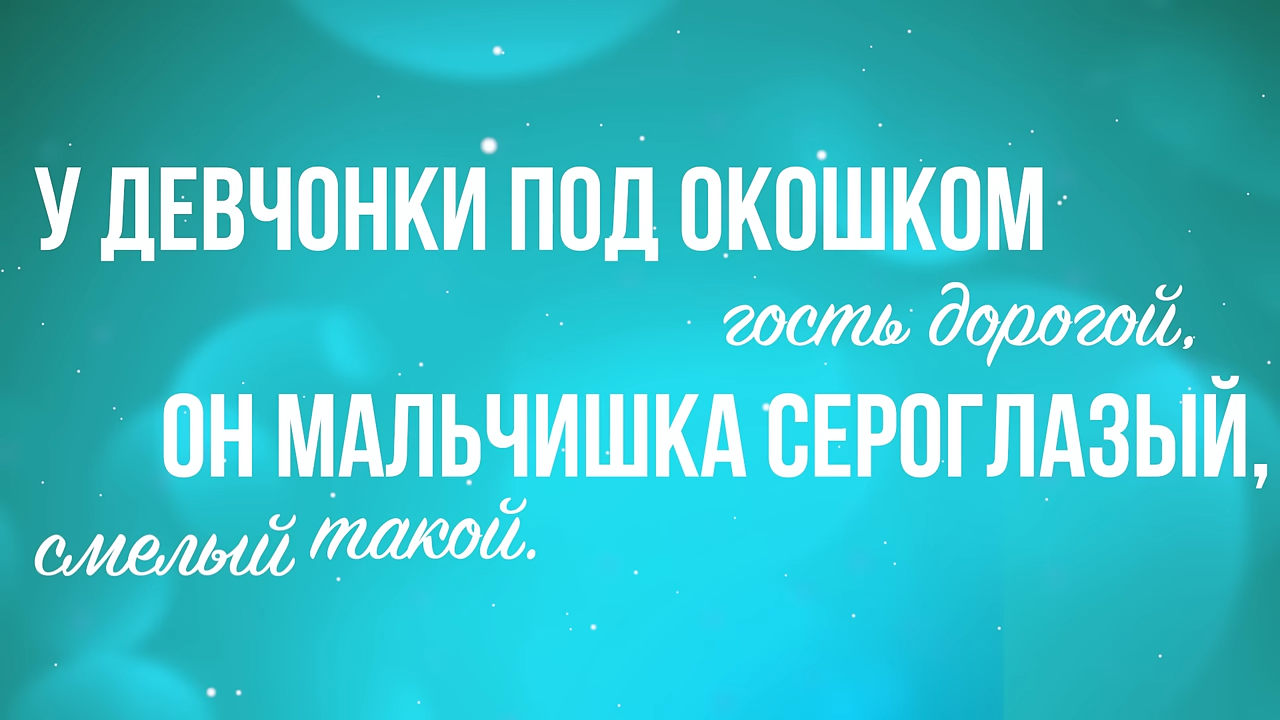 У ДЕВЧОНКИ ПОД ОКОШКОМ
гость дорогой,
ОН МАЛЬЧИШКА СЕРОГЛАЗЫЙ,
смелый такой.